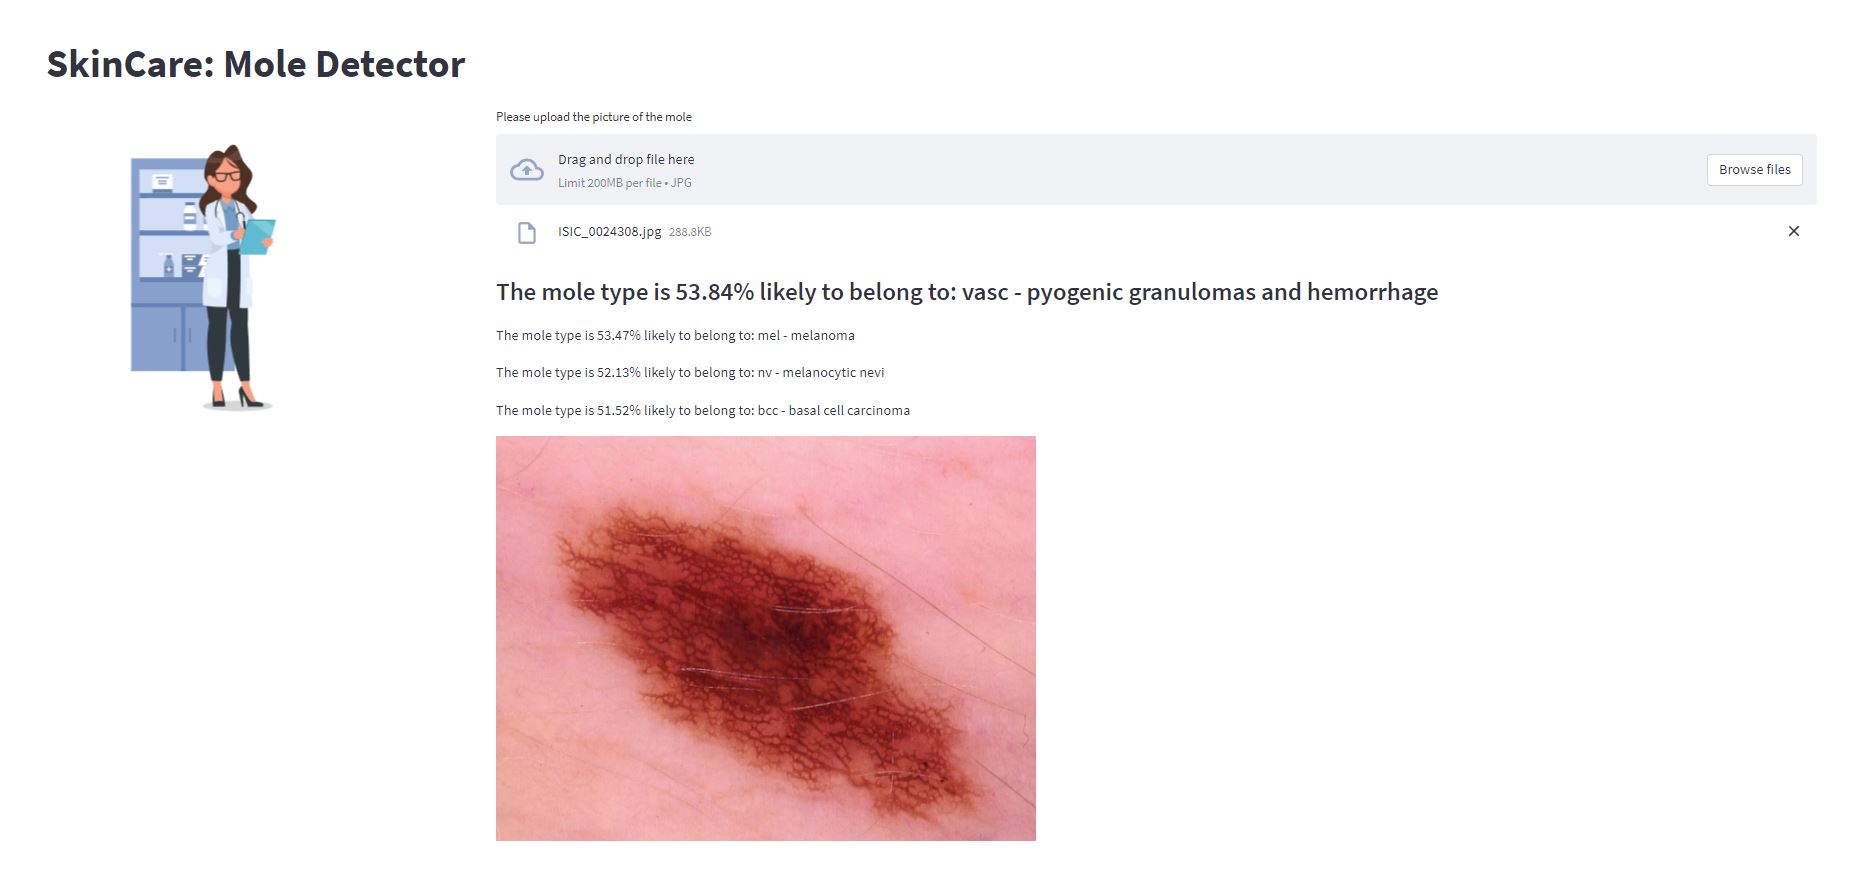 SkinCare: Mole Detector
Please upload the picture of the mole
Drag and drop file here
Limit 200MB per file • JPG
Browse files
ISIC_0024308.jpg 288.8KB
The mole type is 53.84% likely to belong to: vasc - pyogenic granulomas and hemorrhage
The mole type is 53.47% likely to belong to: mel - melanoma
The mole type is 52.13% likely to belong to: nv - melanocytic nevi
The mole type is 51.52% likely to belong to: bcc - basal cell carcinoma